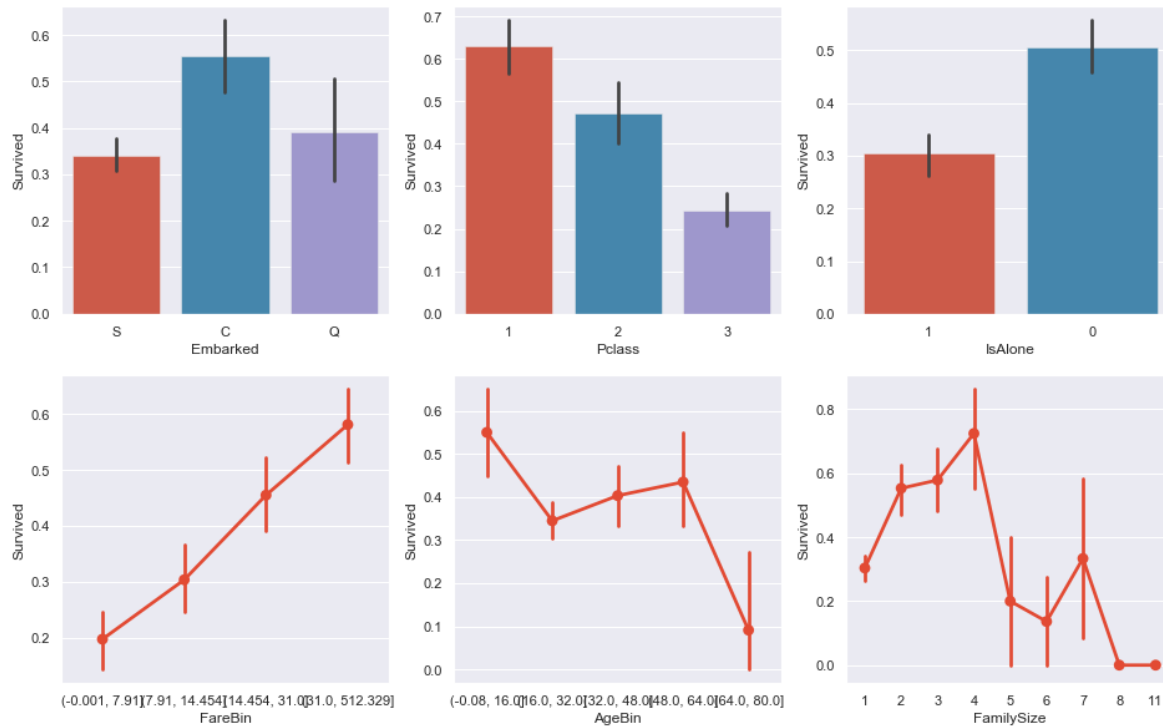 Survived
0.6
0.5
0.4
0.3
0.2
0.1
0.0
S C Q
Embarked
Survived
0.7
0.6
0.5
0.4
0.3
0.2
0.1
0.0
1 2 3
Pclass
Survived
0.5
0.4
0.3
0.2
0.1
0.0
1 0
IsAlone
Survived
0.6
0.5
0.4
0.3
0.2
(-0.001, 7.91] (7.91, 14.454] (14.454, 31.0] (31.0, 512.329]
FareBin
Survived
0.6
0.5
0.4
0.3
0.2
0.1
0.0
(-0.08, 16.0] (16.0, 32.0] (32.0, 48.0] (48.0, 64.0] (64.0, 80.0]
AgeBin
Survived
0.8
0.6
0.4
0.2
0.0
1 2 3 4 5 6 7 8 11
FamilySize